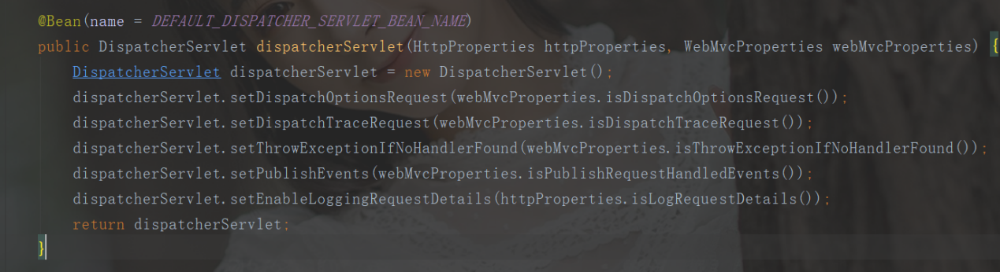 @Bean(name = DEFAULT_DISPATCHER_SERVLET_BEAN_NAME)
public DispatcherServlet dispatcherServlet(HttpProperties httpProperties, WebMvcProperties webMvcProperties) {
    DispatcherServlet dispatcherServlet = new DispatcherServlet();
    dispatcherServlet.setDispatchOptionsRequest(webMvcProperties.isDispatchOptionsRequest());
    dispatcherServlet.setDispatchTraceRequest(webMvcProperties.isDispatchTraceRequest());
    dispatcherServlet.setThrowExceptionIfNoHandlerFound(webMvcProperties.isThrowExceptionIfNoHandlerFound());
    dispatcherServlet.setPublishEvents(webMvcProperties.isPublishRequestHandledEvents());
    dispatcherServlet.setEnableLoggingRequestDetails(httpProperties.isLogRequestDetails());
    return dispatcherServlet;
}